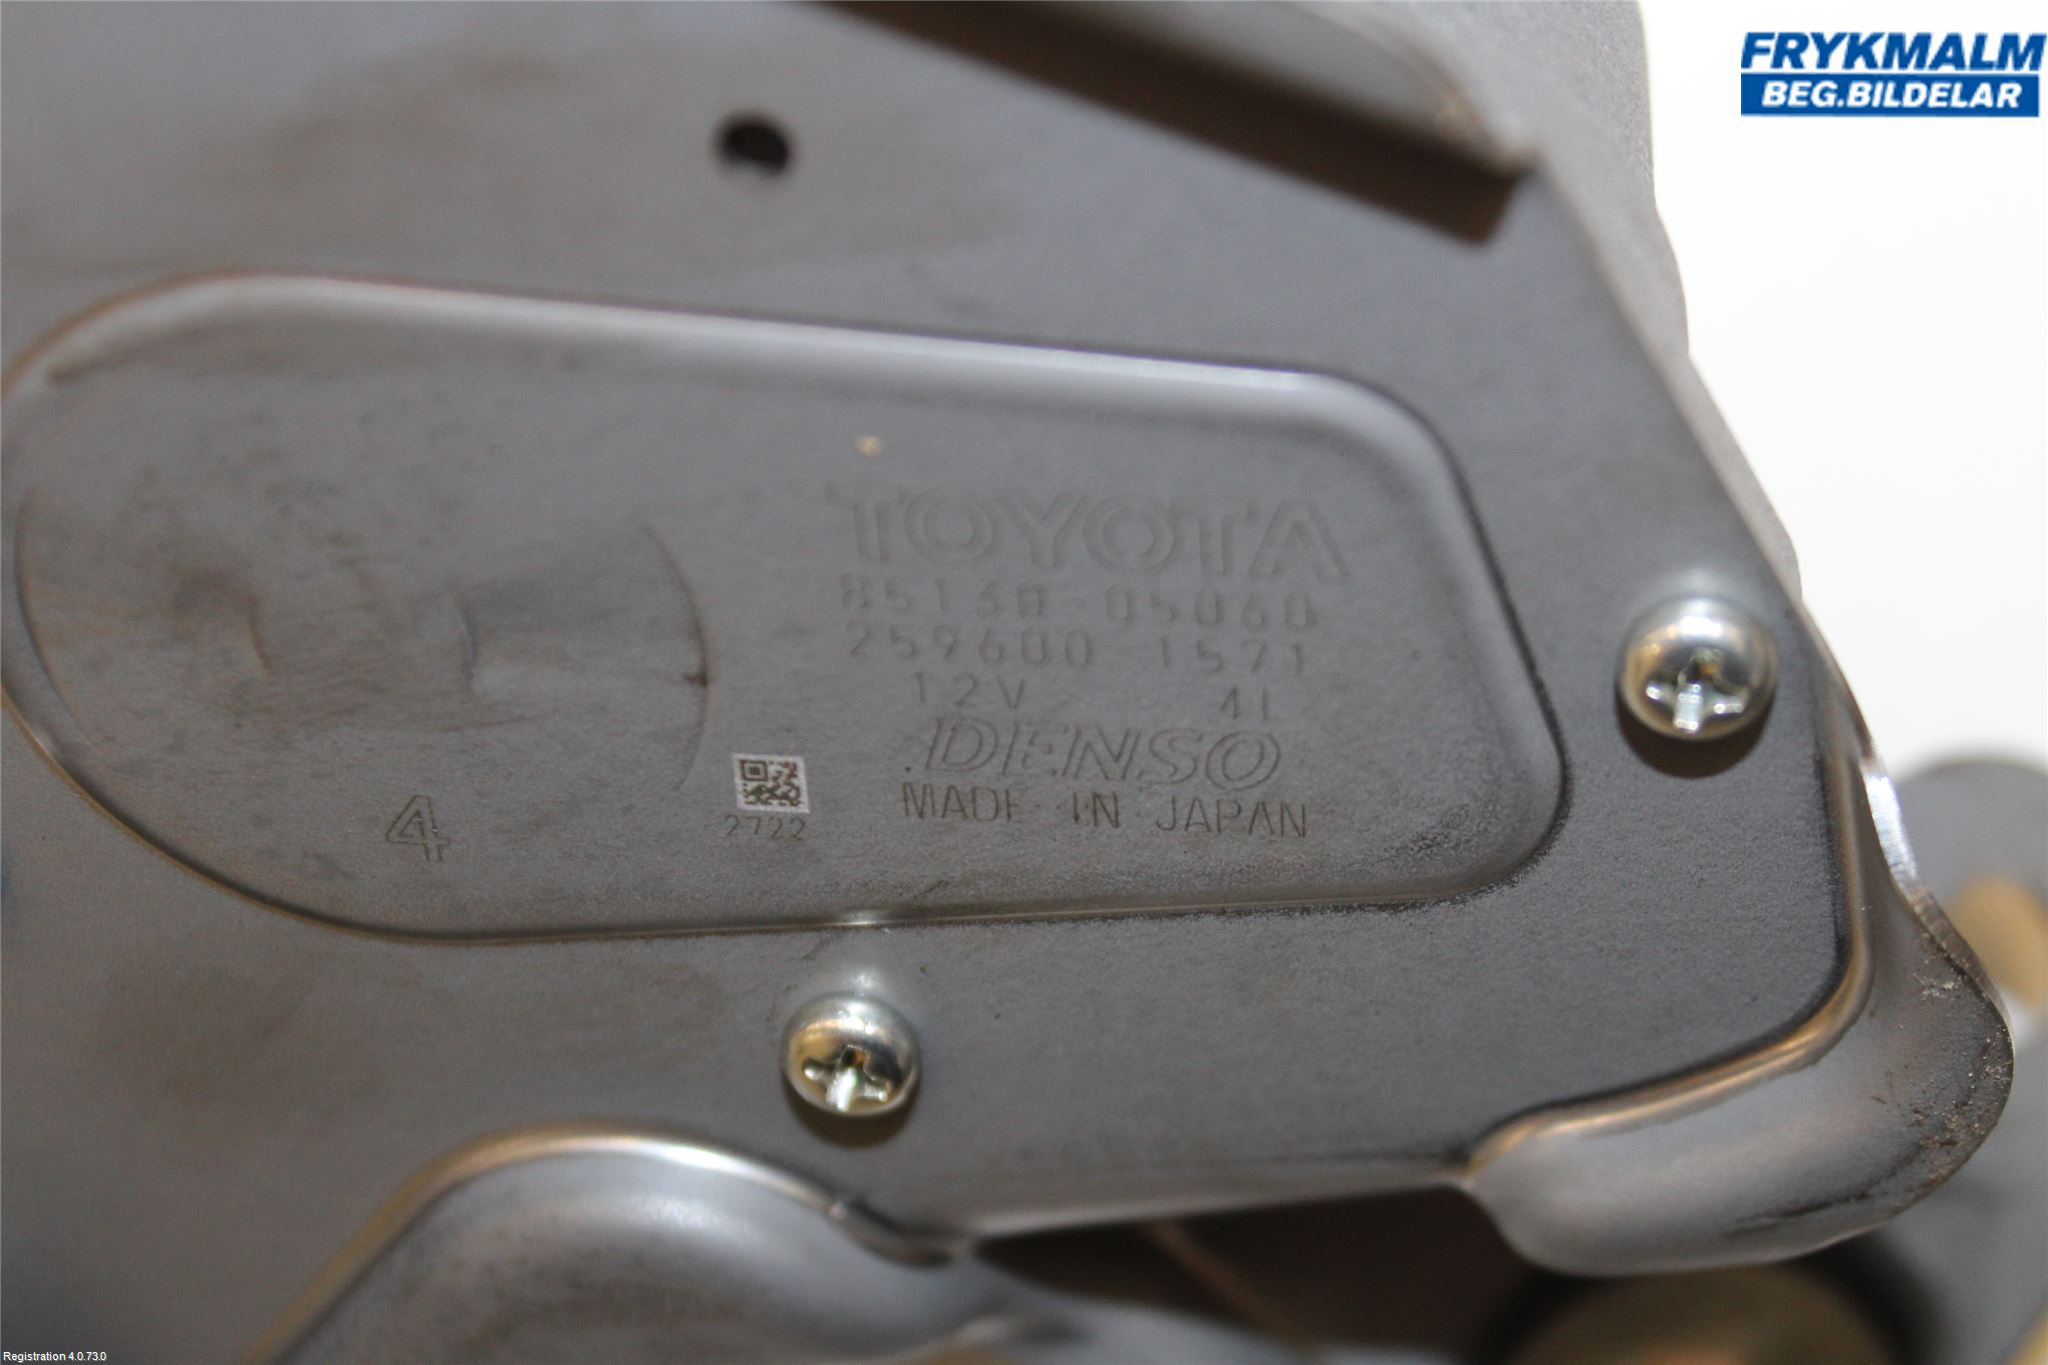 FRYKMALM
BEG.BILDELAR
TOYOTA
85130-05060
259600-1571
12V 4L
DENSO
MADE IN JAPAN
2722
4
Registration 4.0.73.0